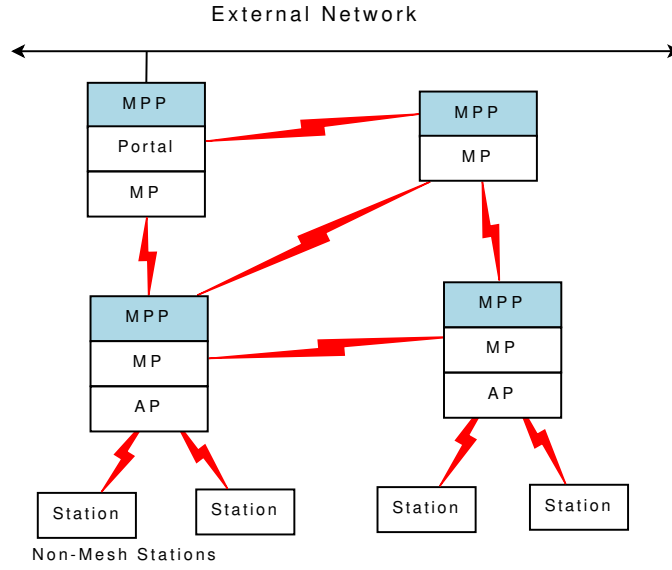 External Network
MPP
Portal
MP
MPP
MP
MPP
MP
AP
MPP
MP
AP
Station
Station
Station
Station
Non-Mesh Stations